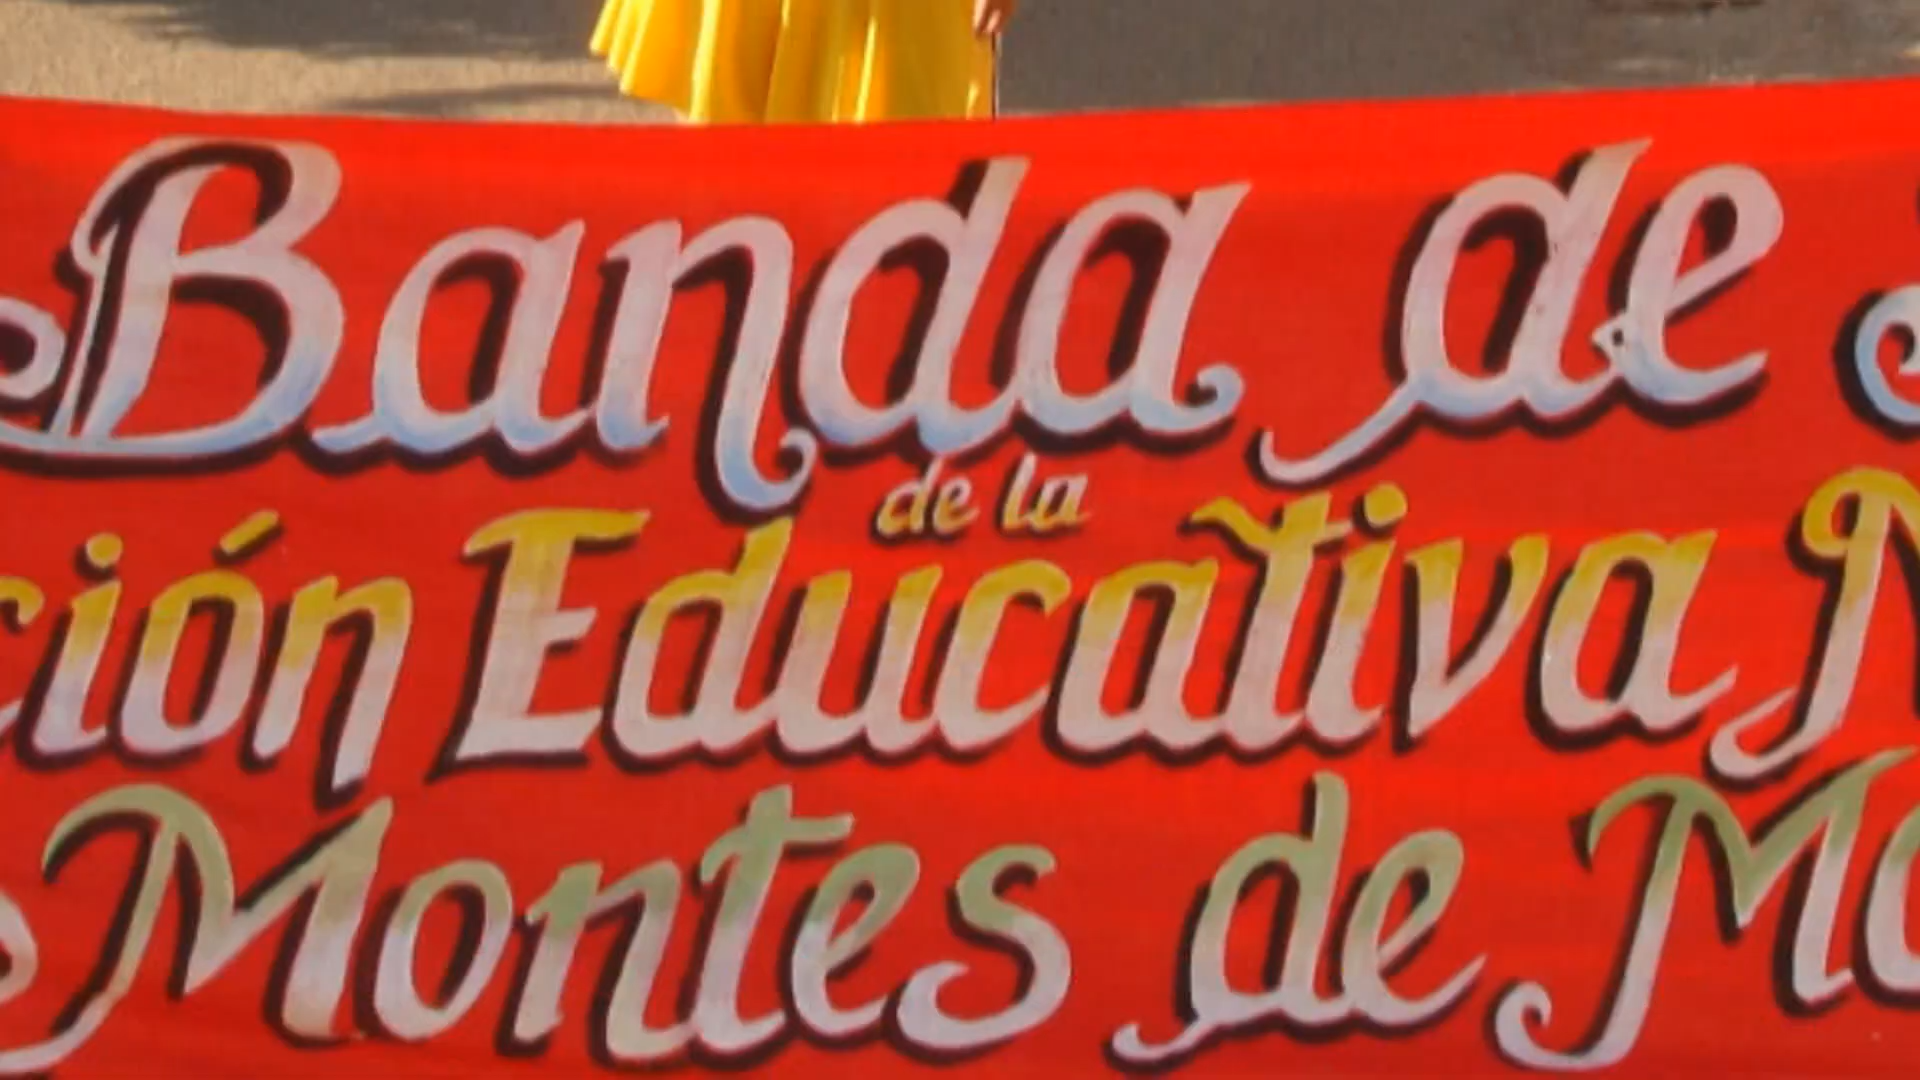 Banda de
de la
ción Educativa
Montes de